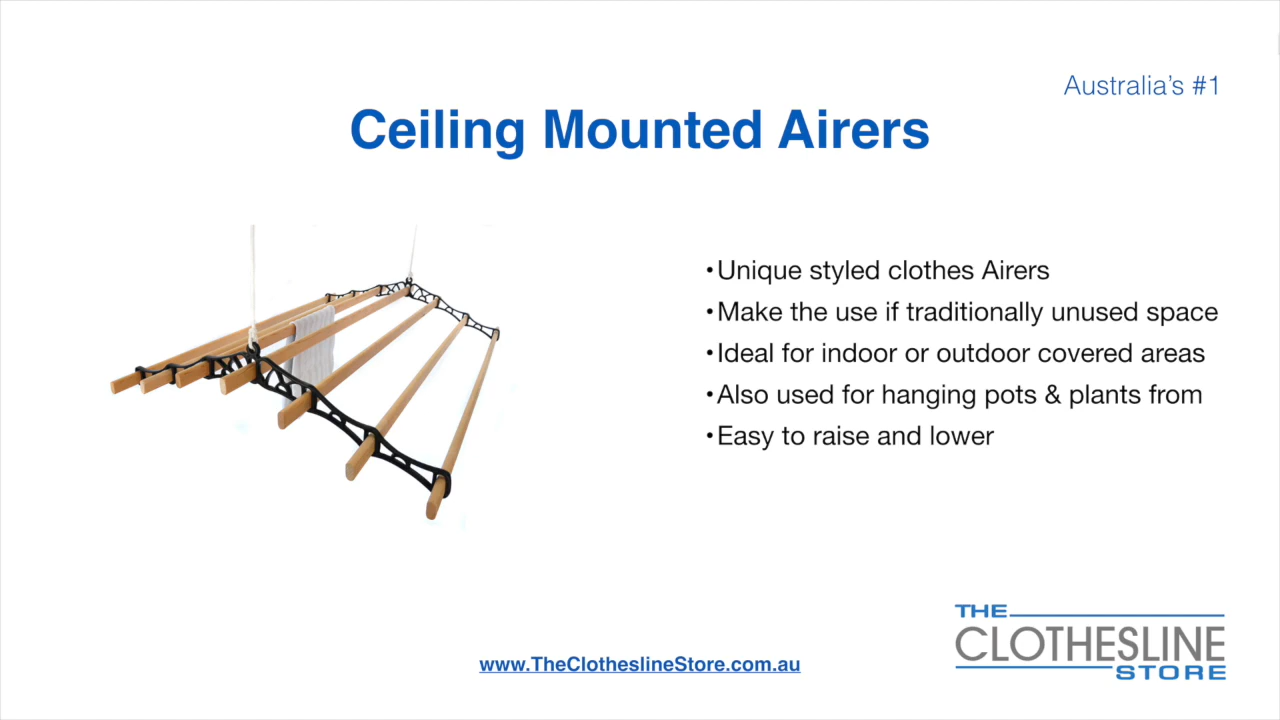 Australia's #1
Ceiling Mounted Airers
•Unique styled clothes Airers
•Make the use if traditionally unused space
•Ideal for indoor or outdoor covered areas
•Also used for hanging pots & plants from
•Easy to raise and lower
THE
CLOTHESLINE
STORE
www.TheClotheslineStore.com.au